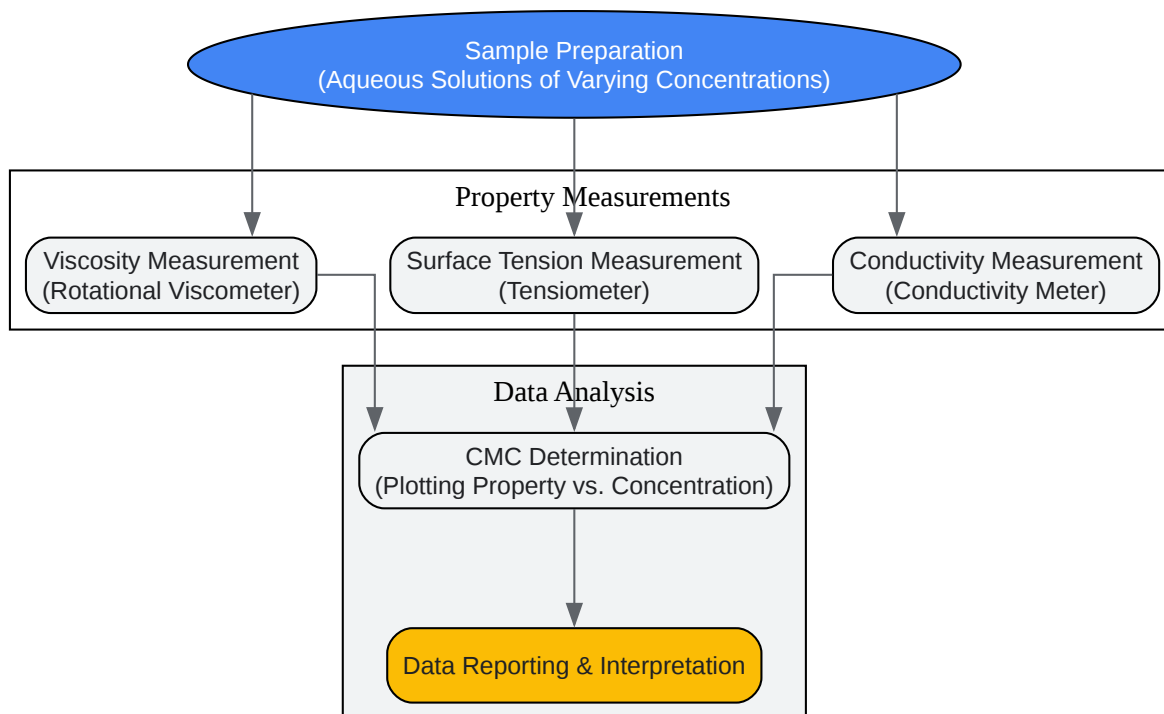 Sample Preparation
(Aqueous Solutions of Varying Concentrations)
Property Measurements
Viscosity Measurement
(Rotational Viscometer)
Surface Tension Measurement
(Tensiometer)
Conductivity Measurement
(Conductivity Meter)
Data Analysis
CMC Determination
(Plotting Property vs. Concentration)
Data Reporting & Interpretation